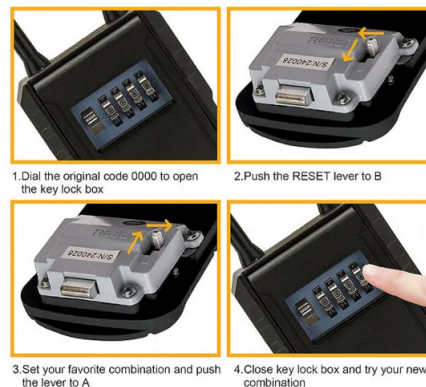 RESET
S/N:240028
1.Dial the original code 0000 to open
the key lock box
2.Push the RESET lever to B
RESET
S/N:240028
3.Set your favorite combination and push
the lever to A
4.Close key lock box and try your new
combination